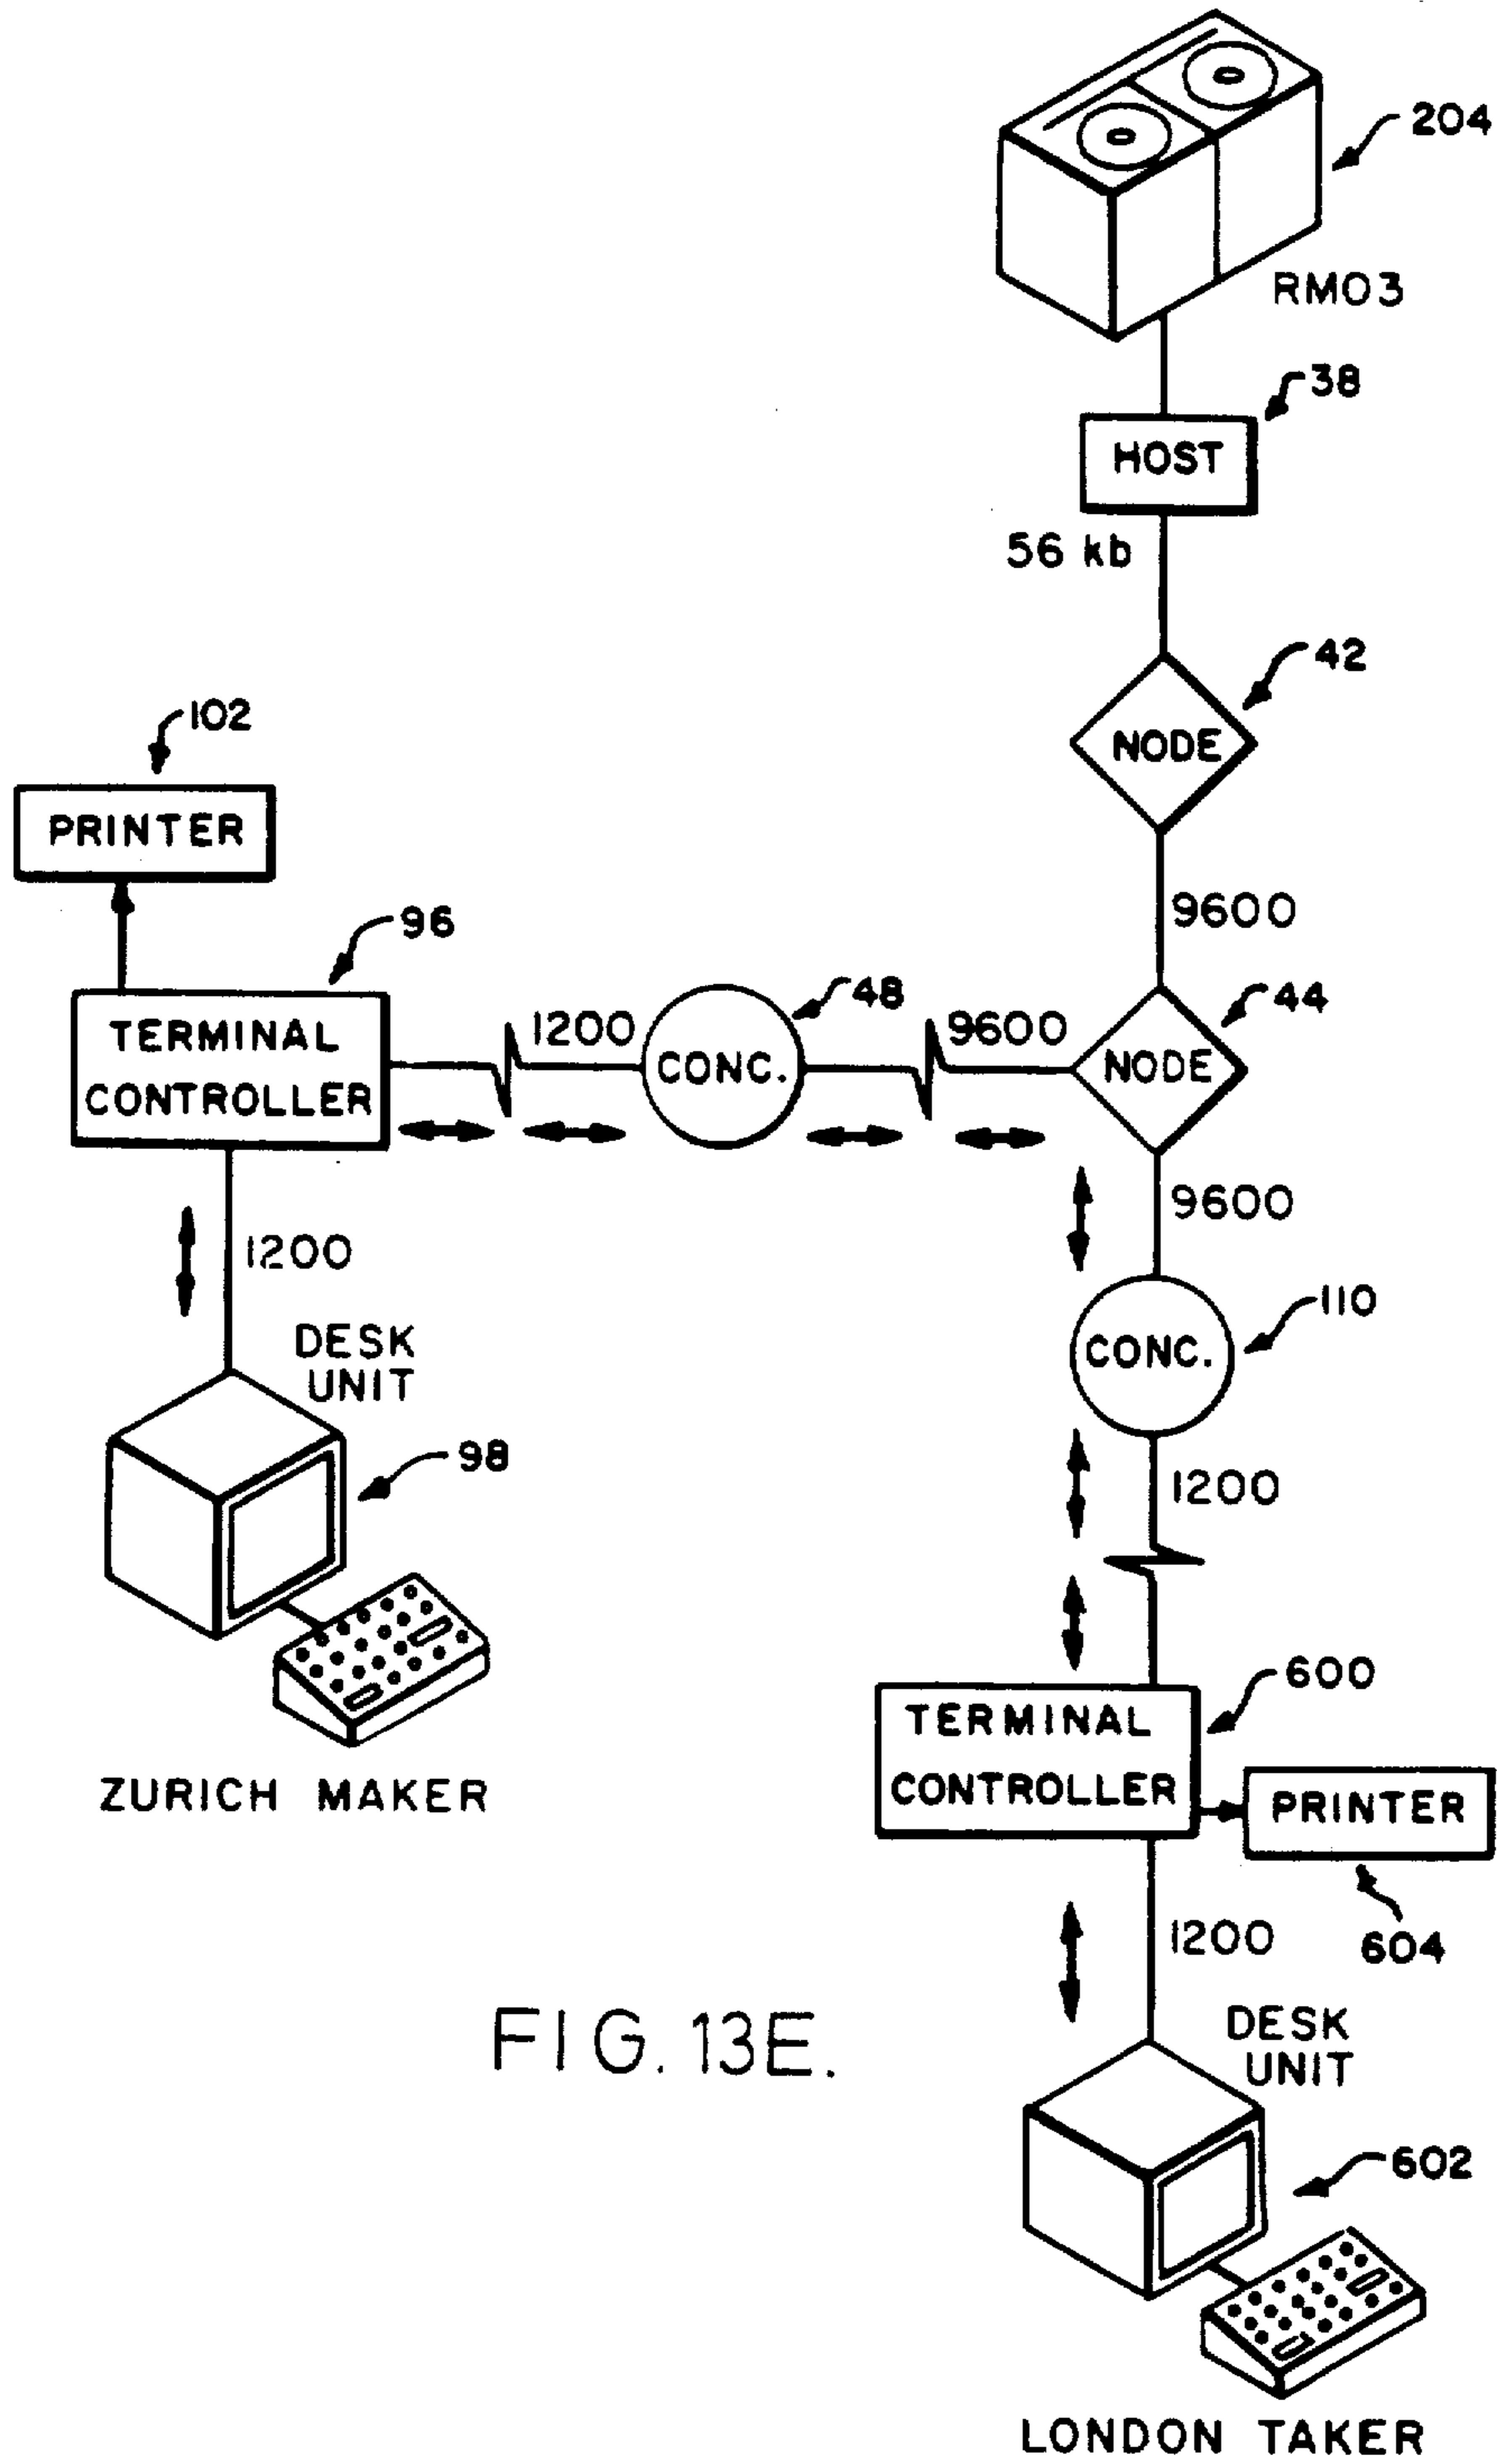 204
RM03
38
HOST
56 kb
42
NODE
102
PRINTER
9600
96
44
48
TERMINAL
CONTROLLER
1200
CONC.
9600
NODE
9600
1200
110
CONC.
DESK
UNIT
98
1200
ZURICH MAKER
600
TERMINAL
CONTROLLER
PRINTER
604
1200
FIG. 13E.
DESK
UNIT
602
LONDON TAKER